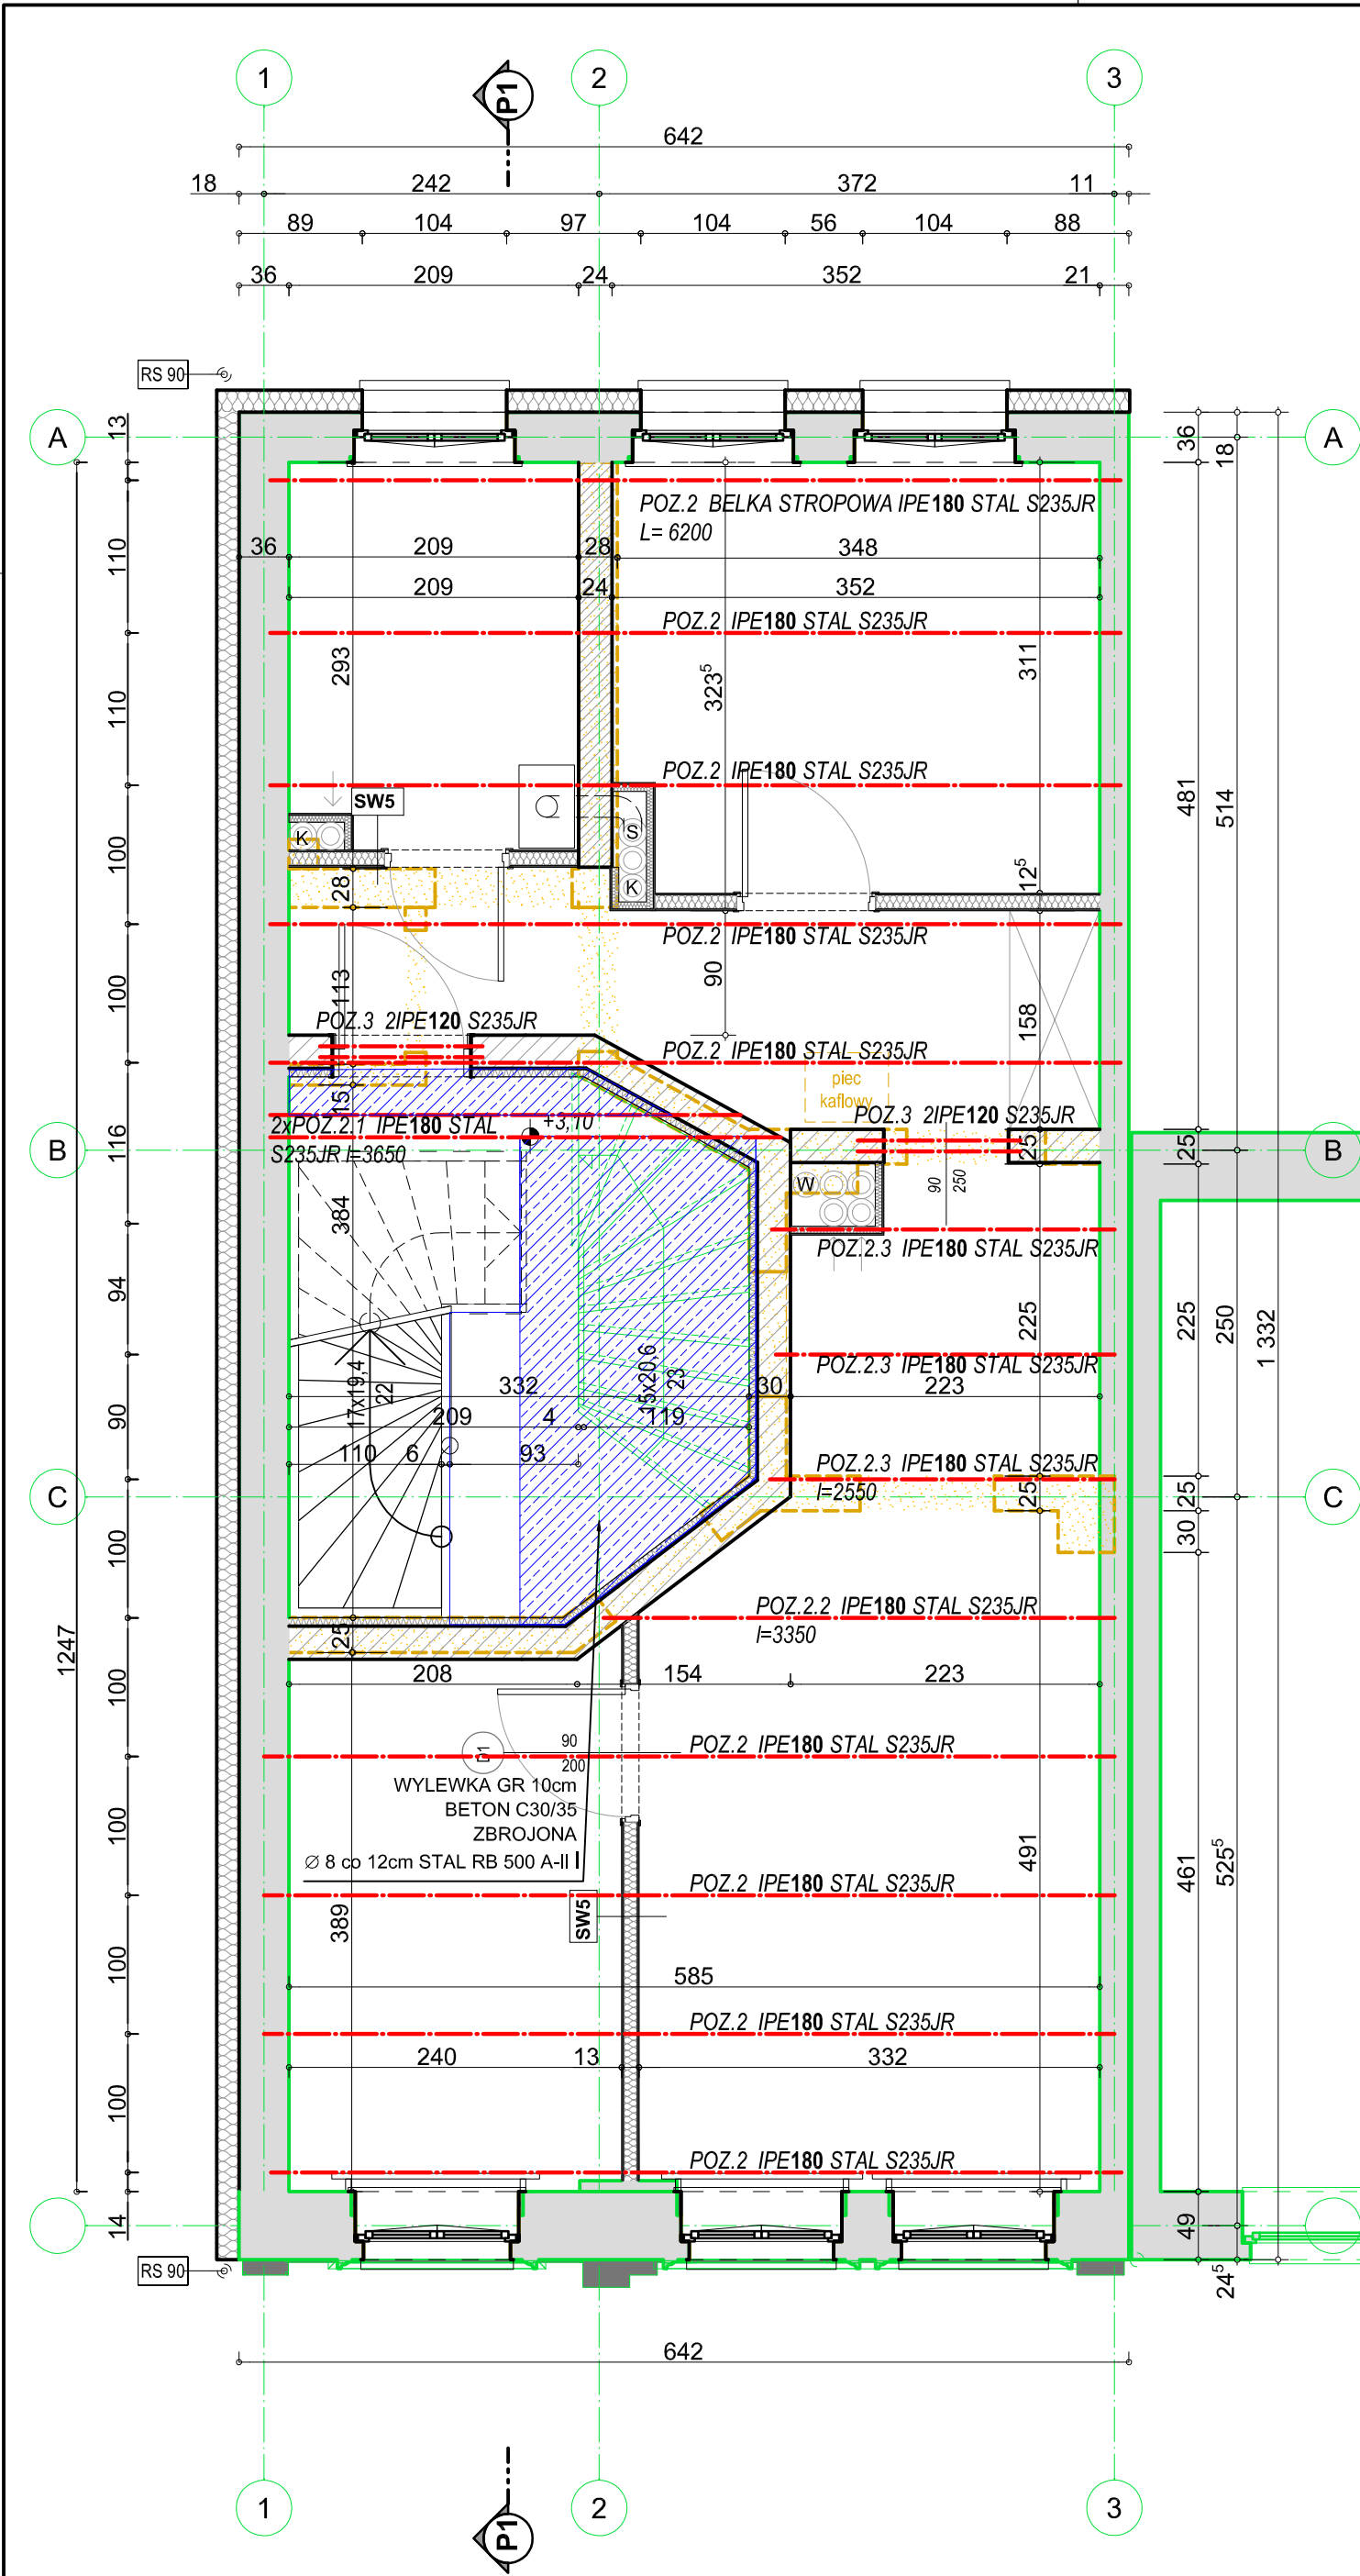 1
2
3
P1
642
18
242
372
11
89
104
97
104
56
104
88
36
209
24
352
21
RS 90
A
A
13
36
18
POZ.2 BELKA STROPOWA IPE180 STAL S235JR
L= 6200
110
36
209
28
348
209
24
352
POZ.2 IPE180 STAL S235JR
293
323⁵
311
110
POZ.2 IPE180 STAL S235JR
481
514
SW5
K
S
K
100
28
12⁵
POZ.2 IPE180 STAL S235JR
90
100
113
158
POZ.3 2IPE120 S235JR
POZ.2 IPE180 STAL S235JR
piec
kaflowy
15
POZ.3 2IPE120 S235JR
2xPOZ.2.1 IPE180 STAL
S235JR l=3650
+3,10
B
B
116
25
25
W
90
250
384
POZ.2.3 IPE180 STAL S235JR
94
225
225
250
1 332
POZ.2.3 IPE180 STAL S235JR
17x19,4
22
15x20,6
23
332
30
223
90
209
4
119
110
6
93
POZ.2.3 IPE180 STAL S235JR
l=2550
C
C
25
25
30
100
POZ.2.2 IPE180 STAL S235JR
l=3350
25
1247
208
154
223
100
POZ.2 IPE180 STAL S235JR
D1
90
200
WYLEWKA GR 10cm
BETON C30/35
ZBROJONA
Ø 8 co 12cm STAL RB 500 A-II I
100
491
461
525⁵
POZ.2 IPE180 STAL S235JR
SW5
389
100
585
POZ.2 IPE180 STAL S235JR
240
13
332
100
POZ.2 IPE180 STAL S235JR
14
49
24⁵
RS 90
642
1
2
3
P1